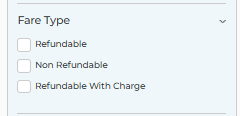 Fare Type
Refundable
Non Refundable
Refundable With Charge